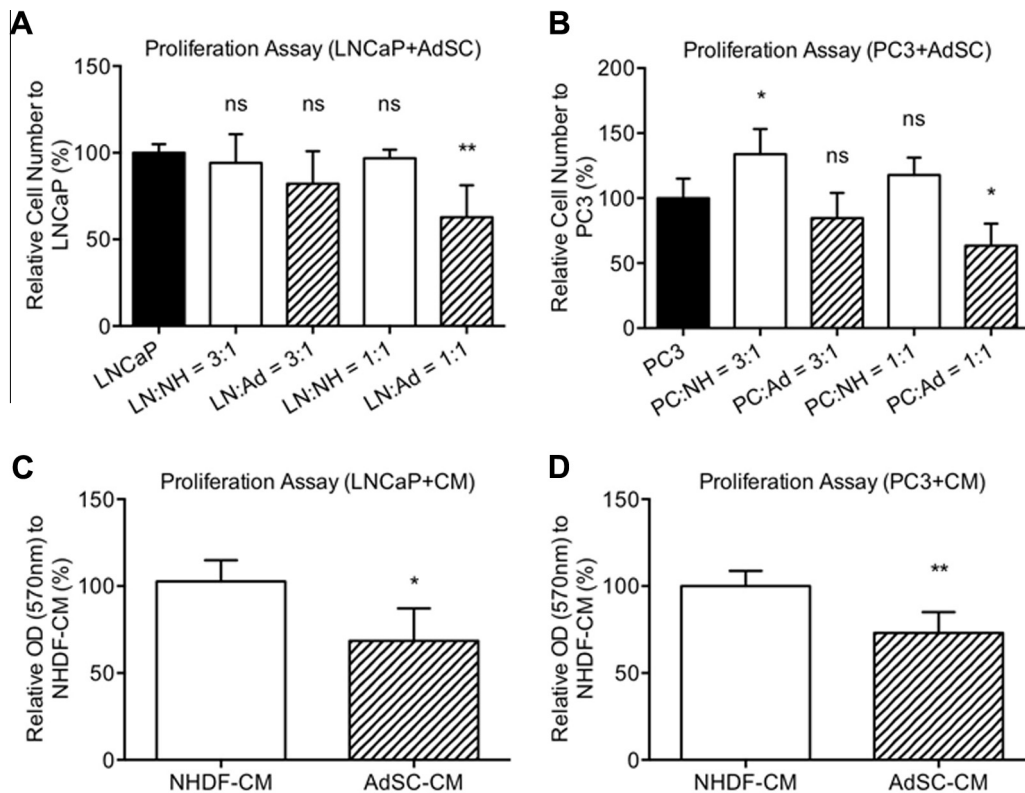 A
Proliferation Assay (LNCaP+AdSC)
Relative Cell Number to
LNCaP (%)
150
100
50
0
ns
ns
ns
**
LNCaP
LN:NH = 3:1
LN:Ad = 3:1
LN:NH = 1:1
LN:Ad = 1:1
B
Proliferation Assay (PC3+AdSC)
Relative Cell Number to
PC3 (%)
200
150
100
50
0
*
ns
ns
*
PC3
PC:NH = 3:1
PC:Ad = 3:1
PC:NH = 1:1
PC:Ad = 1:1
C
Proliferation Assay (LNCaP+CM)
Relative OD (570nm) to
NHDF-CM (%)
150
100
50
0
*
NHDF-CM
AdSC-CM
D
Proliferation Assay (PC3+CM)
Relative OD (570nm) to
NHDF-CM (%)
150
100
50
0
**
NHDF-CM
AdSC-CM